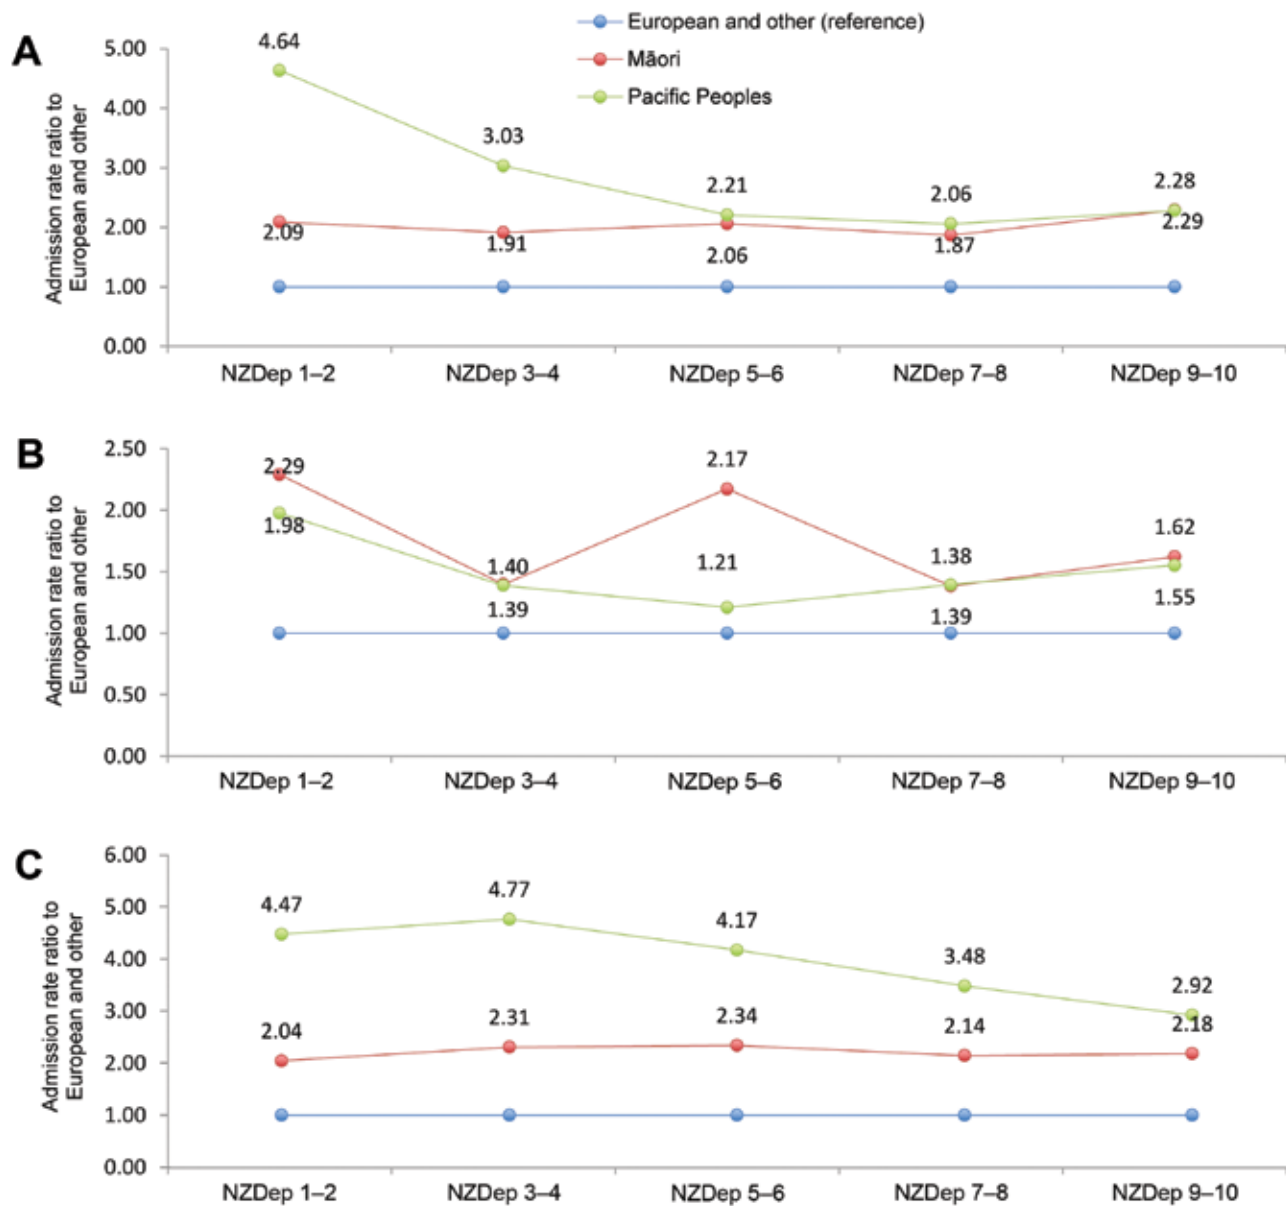 A
European and other (reference)
Māori
Pacific Peoples
Admission rate ratio to
European and other
5.00
4.00
3.00
2.00
1.00
0.00
4.64
3.03
2.21
2.06
2.28
2.09
1.91
2.06
1.87
2.29
NZDep 1–2
NZDep 3–4
NZDep 5–6
NZDep 7–8
NZDep 9–10
B
Admission rate ratio to
European and other
2.50
2.00
1.50
1.00
0.50
0.00
2.29
1.40
2.17
1.38
1.62
1.98
1.39
1.21
1.39
1.55
NZDep 1–2
NZDep 3–4
NZDep 5–6
NZDep 7–8
NZDep 9–10
C
Admission rate ratio to
European and other
6.00
5.00
4.00
3.00
2.00
1.00
0.00
4.47
4.77
4.17
3.48
2.92
2.04
2.31
2.34
2.14
2.18
NZDep 1–2
NZDep 3–4
NZDep 5–6
NZDep 7–8
NZDep 9–10